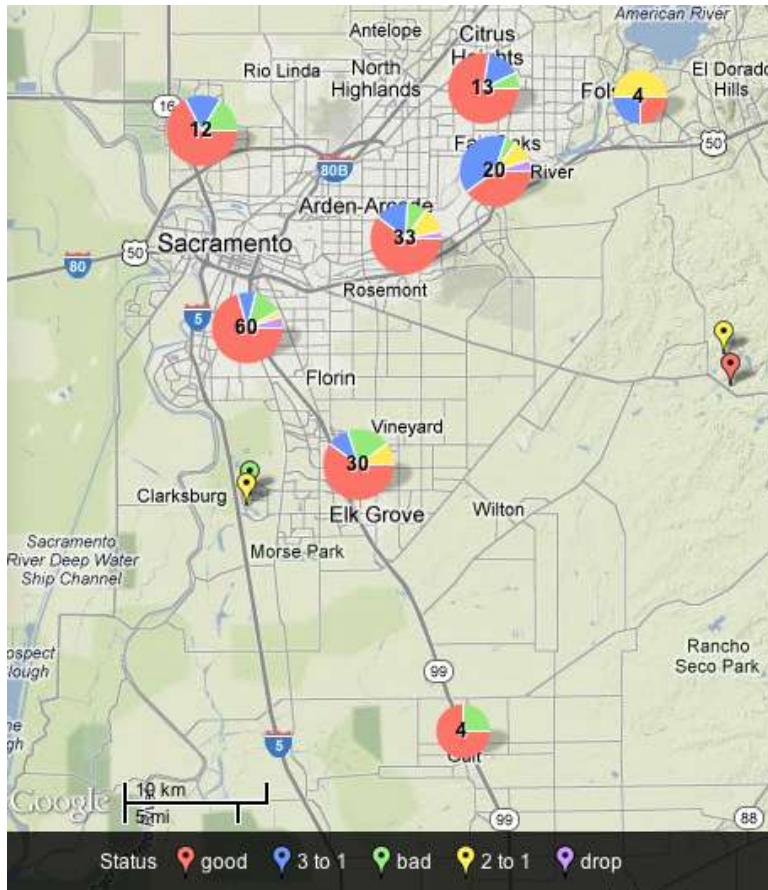 American River
Antelope
Citrus
Heights
Rio Linda
North
Highlands
El Dorado
Hills
16
12
13
4
50
80B
20
River
Arden-Arcade
33
Sacramento
50
80
Rosemont
5
60
Florin
Vineyard
30
Clarksburg
Elk Grove
Wilton
Sacramento
River Deep Water
Ship Channel
Morse Park
Rancho
Seco Park
99
4
5
10 km
Google
5 mi
99
88
Status good 3 to 1 bad 2 to 1 drop